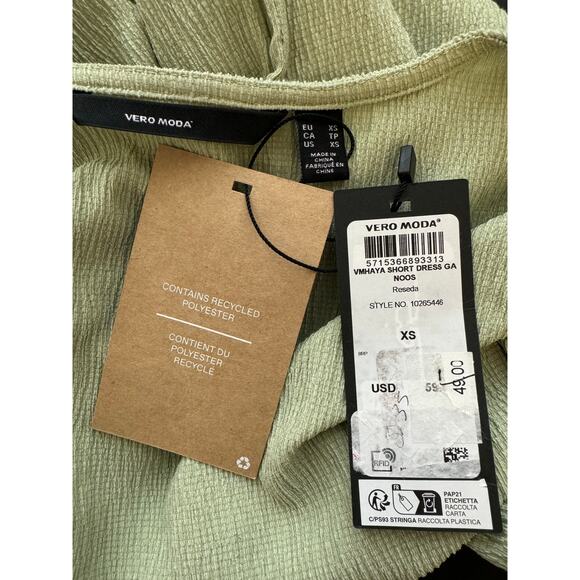 VERO MODA
EU XS
CA TP
US XS
MADE IN
CHINA
FABRIQUÉ EN
CHINE
CONTAINS RECYCLED
POLYESTER
CONTIENT DU
POLYESTER
RECYCLÉ
VERO MODA®
5715366893313
VMHAYA SHORT DRESS GA
NOOS
Reseda
STYLE NO. 10265446
XS
USD 59
49.00
RFID
FR
PAP21
ETICHETTA
RACCOLTA
CARTA
C/PS93 STRINGA RACCOLTA PLASTICA